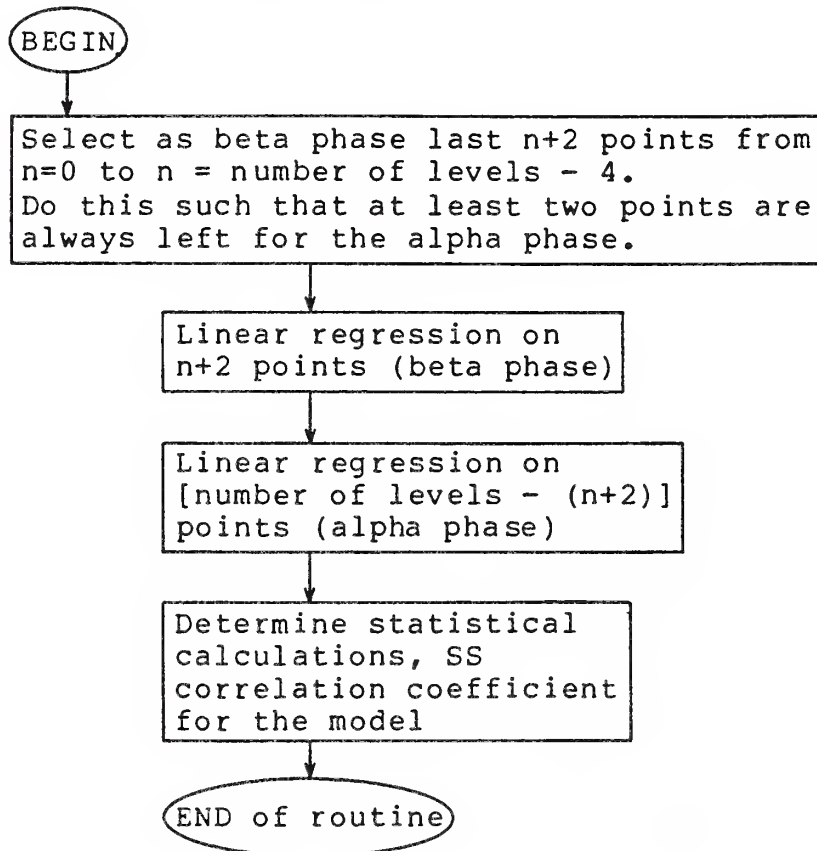 BEGIN
Select as beta phase last n+2 points from
n=0 to n = number of levels - 4.
Do this such that at least two points are
always left for the alpha phase.
Linear regression on
n+2 points (beta phase)
Linear regression on
[number of levels - (n+2)]
points (alpha phase)
Determine statistical
calculations, SS
correlation coefficient
for the model
END of routine